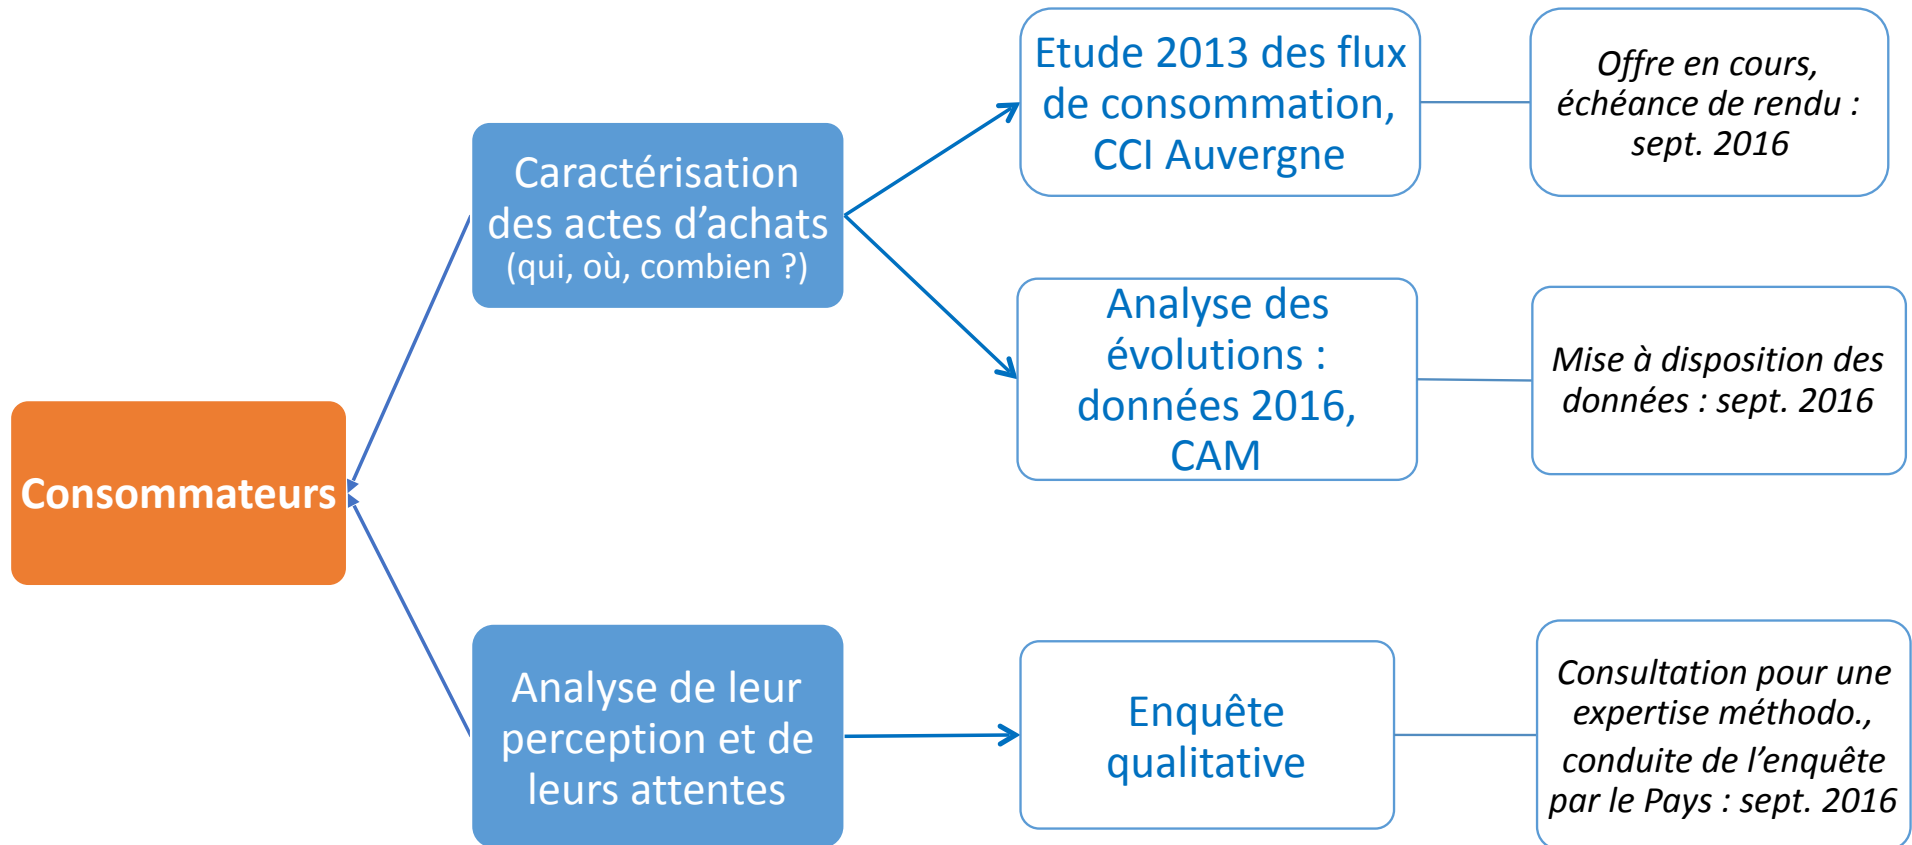 Consommateurs
Caractérisation
des actes d’achats
(qui, où, combien ?)
Etude 2013 des flux
de consommation,
CCI Auvergne
Offre en cours,
échéance de rendu :
sept. 2016
Analyse des
évolutions :
données 2016,
CAM
Mise à disposition des
données : sept. 2016
Analyse de leur
perception et de
leurs attentes
Enquête
qualitative
Consultation pour une
expertise méthodo.,
conduite de l’enquête
par le Pays : sept. 2016